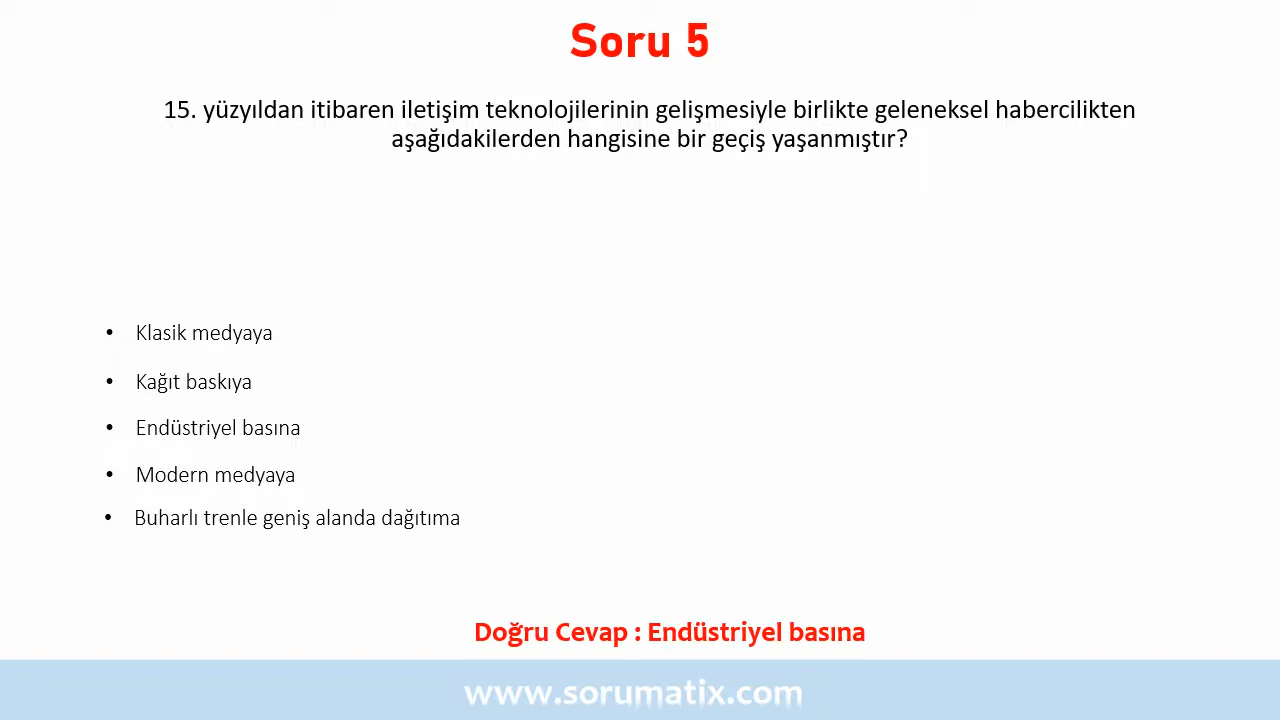 Soru 5
15. yüzyıldan itibaren iletişim teknolojilerinin gelişmesiyle birlikte geleneksel habercilikten
aşağıdakilerden hangisine bir geçiş yaşanmıştır?
• Klasik medyaya
• Kağıt baskıya
• Endüstriyel basına
• Modern medyaya
• Buharlı trenle geniş alanda dağıtıma
Doğru Cevap : Endüstriyel basına
www.sorumatix.com